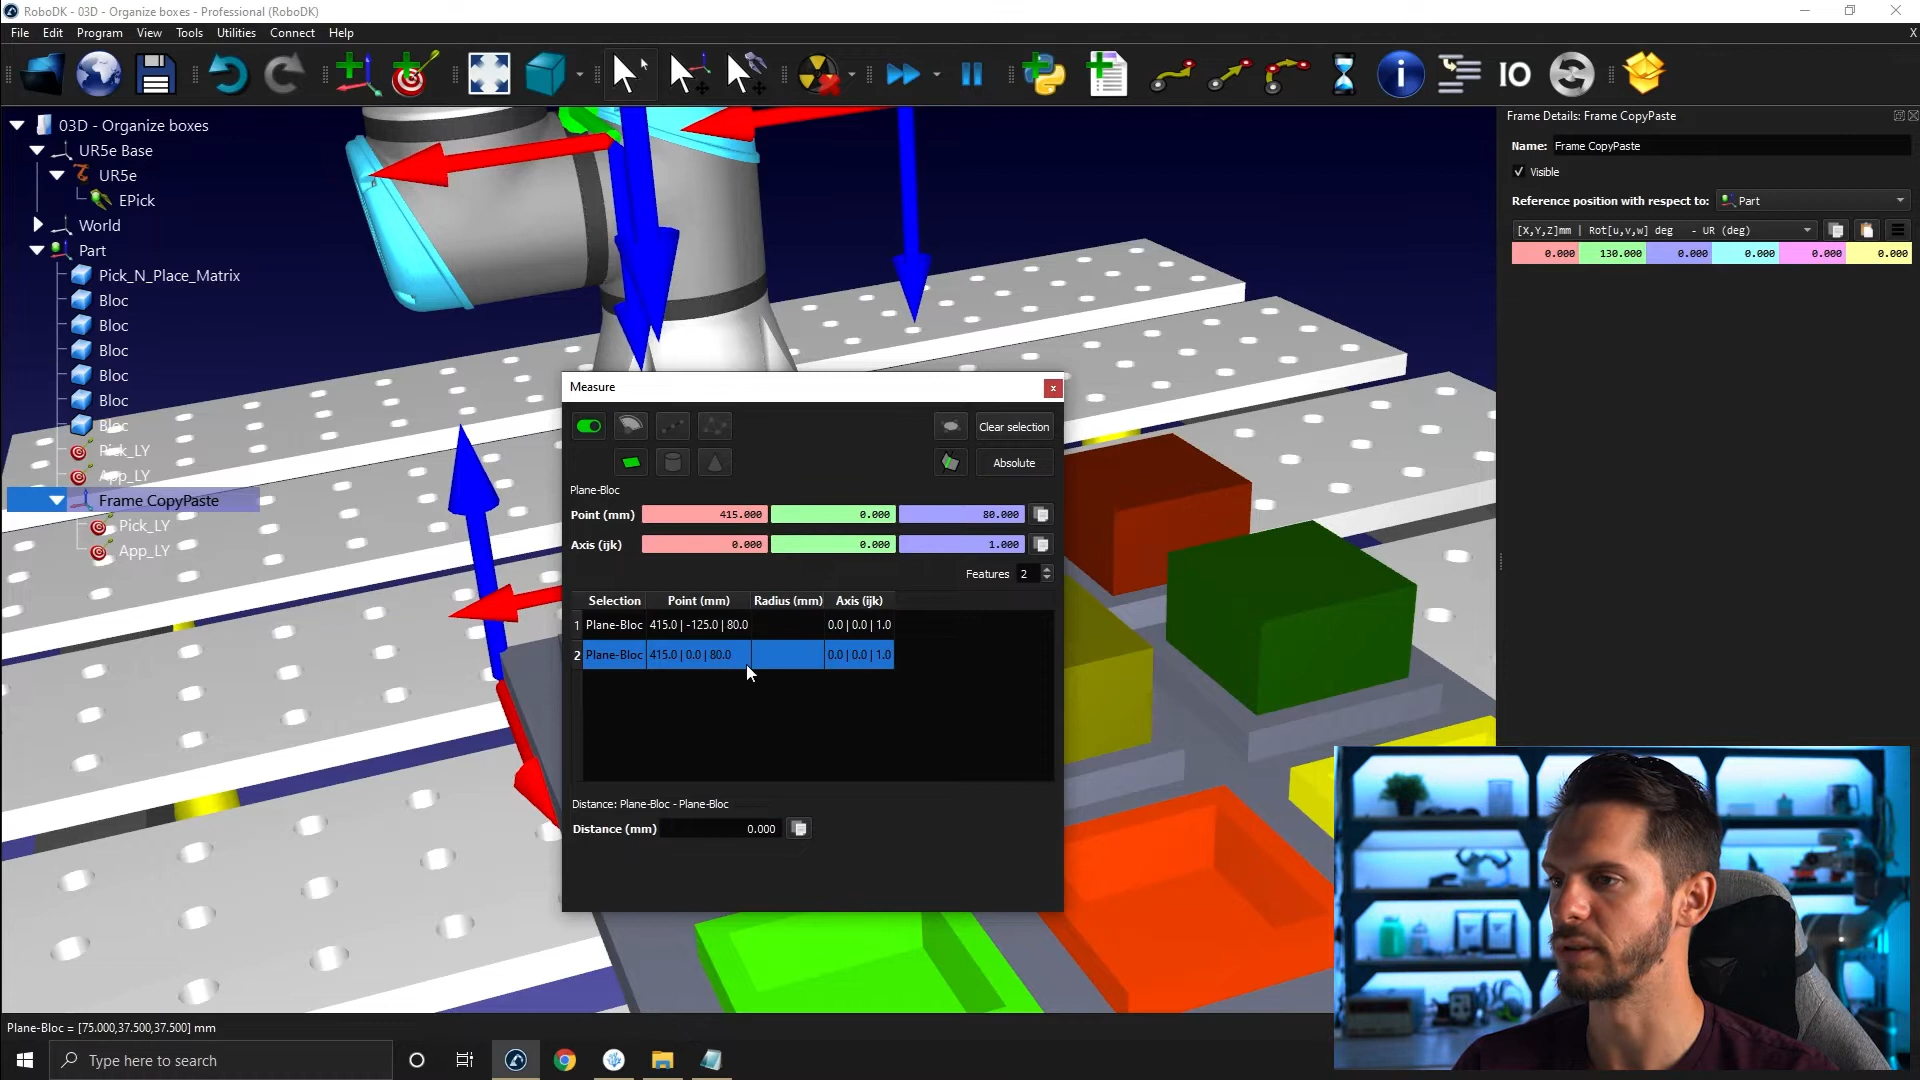 RoboDK - 03D - Organize boxes - Professional (RoboDK)
File Edit Program View Tools Utilities Connect Help X
IO
03D - Organize boxes
UR5e Base
UR5e
EPick
World
Part
Pick_N_Place_Matrix
Bloc
Bloc
Bloc
Bloc
Bloc
Bloc
Pick_LY
App_LY
Frame CopyPaste
Pick_LY
App_LY
Measure
Clear selection
Absolute
Plane-Bloc
Point (mm) 415.000 0.000 80.000
Axis (ijk) 0.000 0.000 1.000
Features 2
Selection Point (mm) Radius (mm) Axis (ijk)
1 Plane-Bloc 415.0 | -125.0 | 80.0 0.0 | 0.0 | 1.0
2 Plane-Bloc 415.0 | 0.0 | 80.0 0.0 | 0.0 | 1.0
Distance: Plane-Bloc - Plane-Bloc
Distance (mm) 0.000
Frame Details: Frame CopyPaste
Name: Frame CopyPaste
Visible
Reference position with respect to: Part
[X,Y,Z]mm | Rot[u,v,w] deg - UR (deg)
0.000 130.000 0.000 0.000 0.000 0.000
Plane-Bloc = [75.000,37.500,37.500] mm
Type here to search